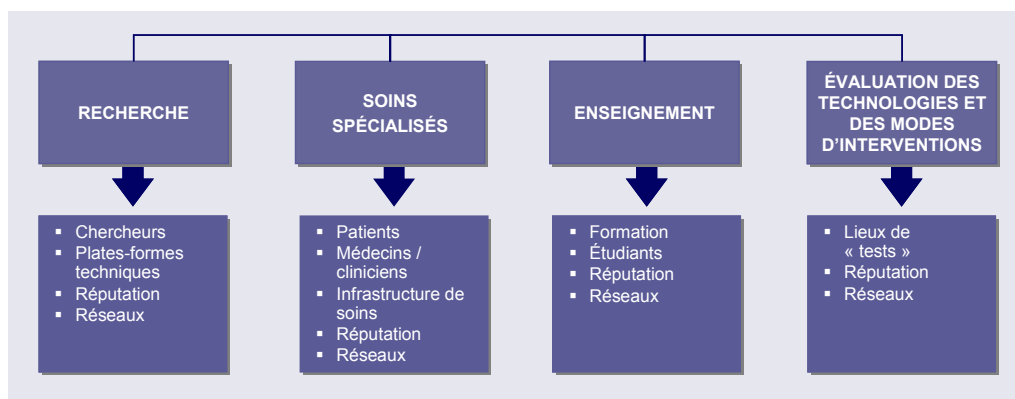 RECHERCHE
SOINS
SPÉCIALISÉS
ENSEIGNEMENT
ÉVALUATION DES
TECHNOLOGIES ET
DES MODES
D'INTERVENTIONS
▪ Chercheurs
▪ Plates-formes
techniques
▪ Réputation
▪ Réseaux
▪ Patients
▪ Médecins /
cliniciens
▪ Infrastructure de
soins
▪ Réputation
▪ Réseaux
▪ Formation
▪ Étudiants
▪ Réputation
▪ Réseaux
▪ Lieux de
« tests »
▪ Réputation
▪ Réseaux